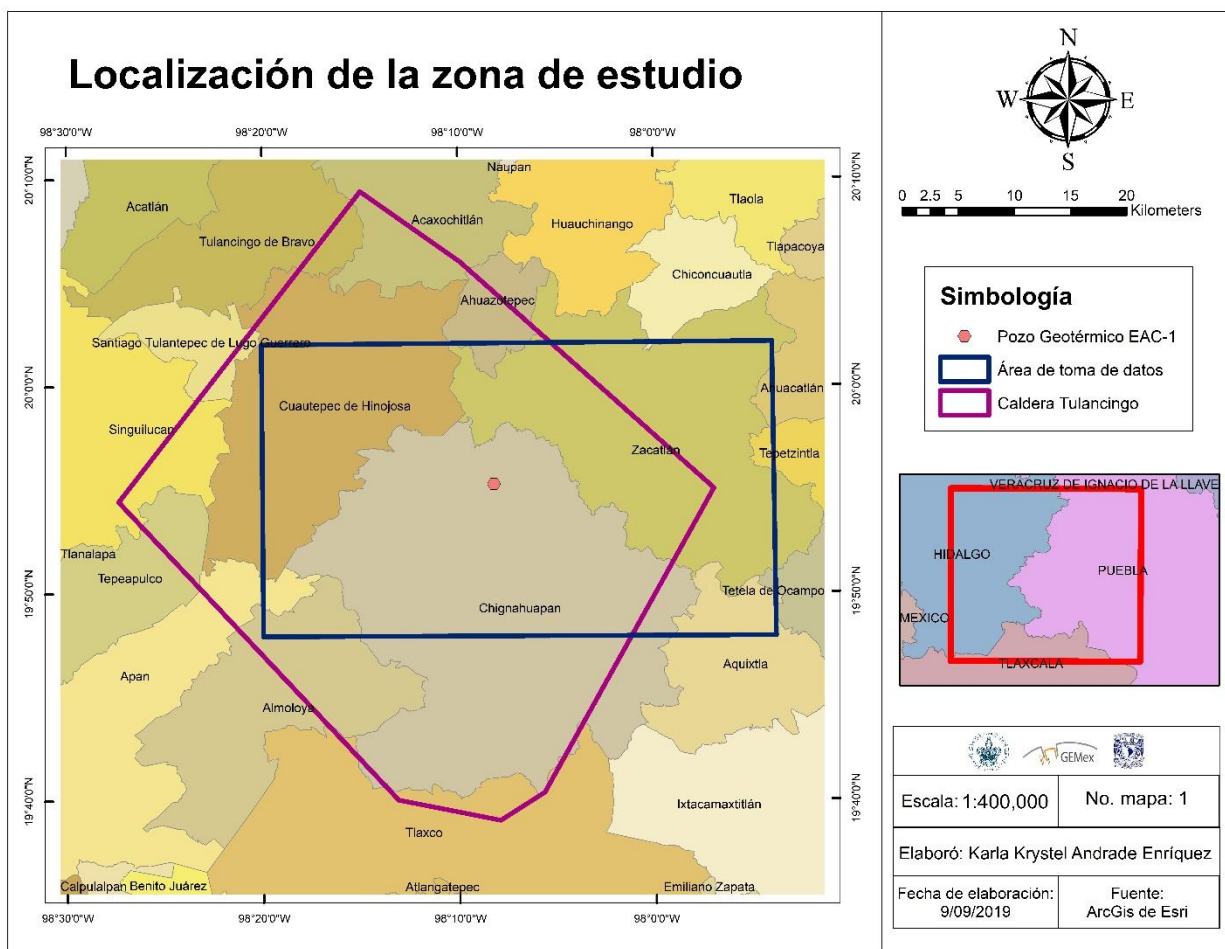 Localización de la zona de estudio
98°30'0"W
98°20'0"W
98°10'0"W
98°0'0"W
20°10'0"N
20°0'0"N
19°50'0"N
19°40'0"N
20°10'0"N
20°0'0"N
19°50'0"N
19°40'0"N
Naupan
Acatlán
Acaxochitlán
Huauchinango
Tlaola
Tulancingo de Bravo
Tlapacoya
Chiconcuautla
Ahuazotepec
Santiago Tulantepec de Lugo Guerrero
Ahuacatlán
Cuautepec de Hinojosa
Singuilucan
Zacatlán
Tepetzintla
Tlanalapa
Tepeapulco
Tetela de Ocampo
Chignahuapan
Apan
Aquixtla
Almoloya
Ixtacamaxtitlán
Tlaxco
Calpulalpan
Benito Juárez
Atlangatepec
Emiliano Zapata
98°30'0"W
98°20'0"W
98°10'0"W
98°0'0"W
N
W
E
S
0 2.5 5 10 15 20
Kilometers
Simbología
Pozo Geotérmico EAC-1
Área de toma de datos
Caldera Tulancingo
VERACRUZ DE IGNACIO DE LA LLAVE
HIDALGO
PUEBLA
MEXICO
TLAXCALA
GEMex
Escala: 1:400,000
No. mapa: 1
Elaboró: Karla Krystel Andrade Enríquez
Fecha de elaboración:
9/09/2019
Fuente:
ArcGis de Esri